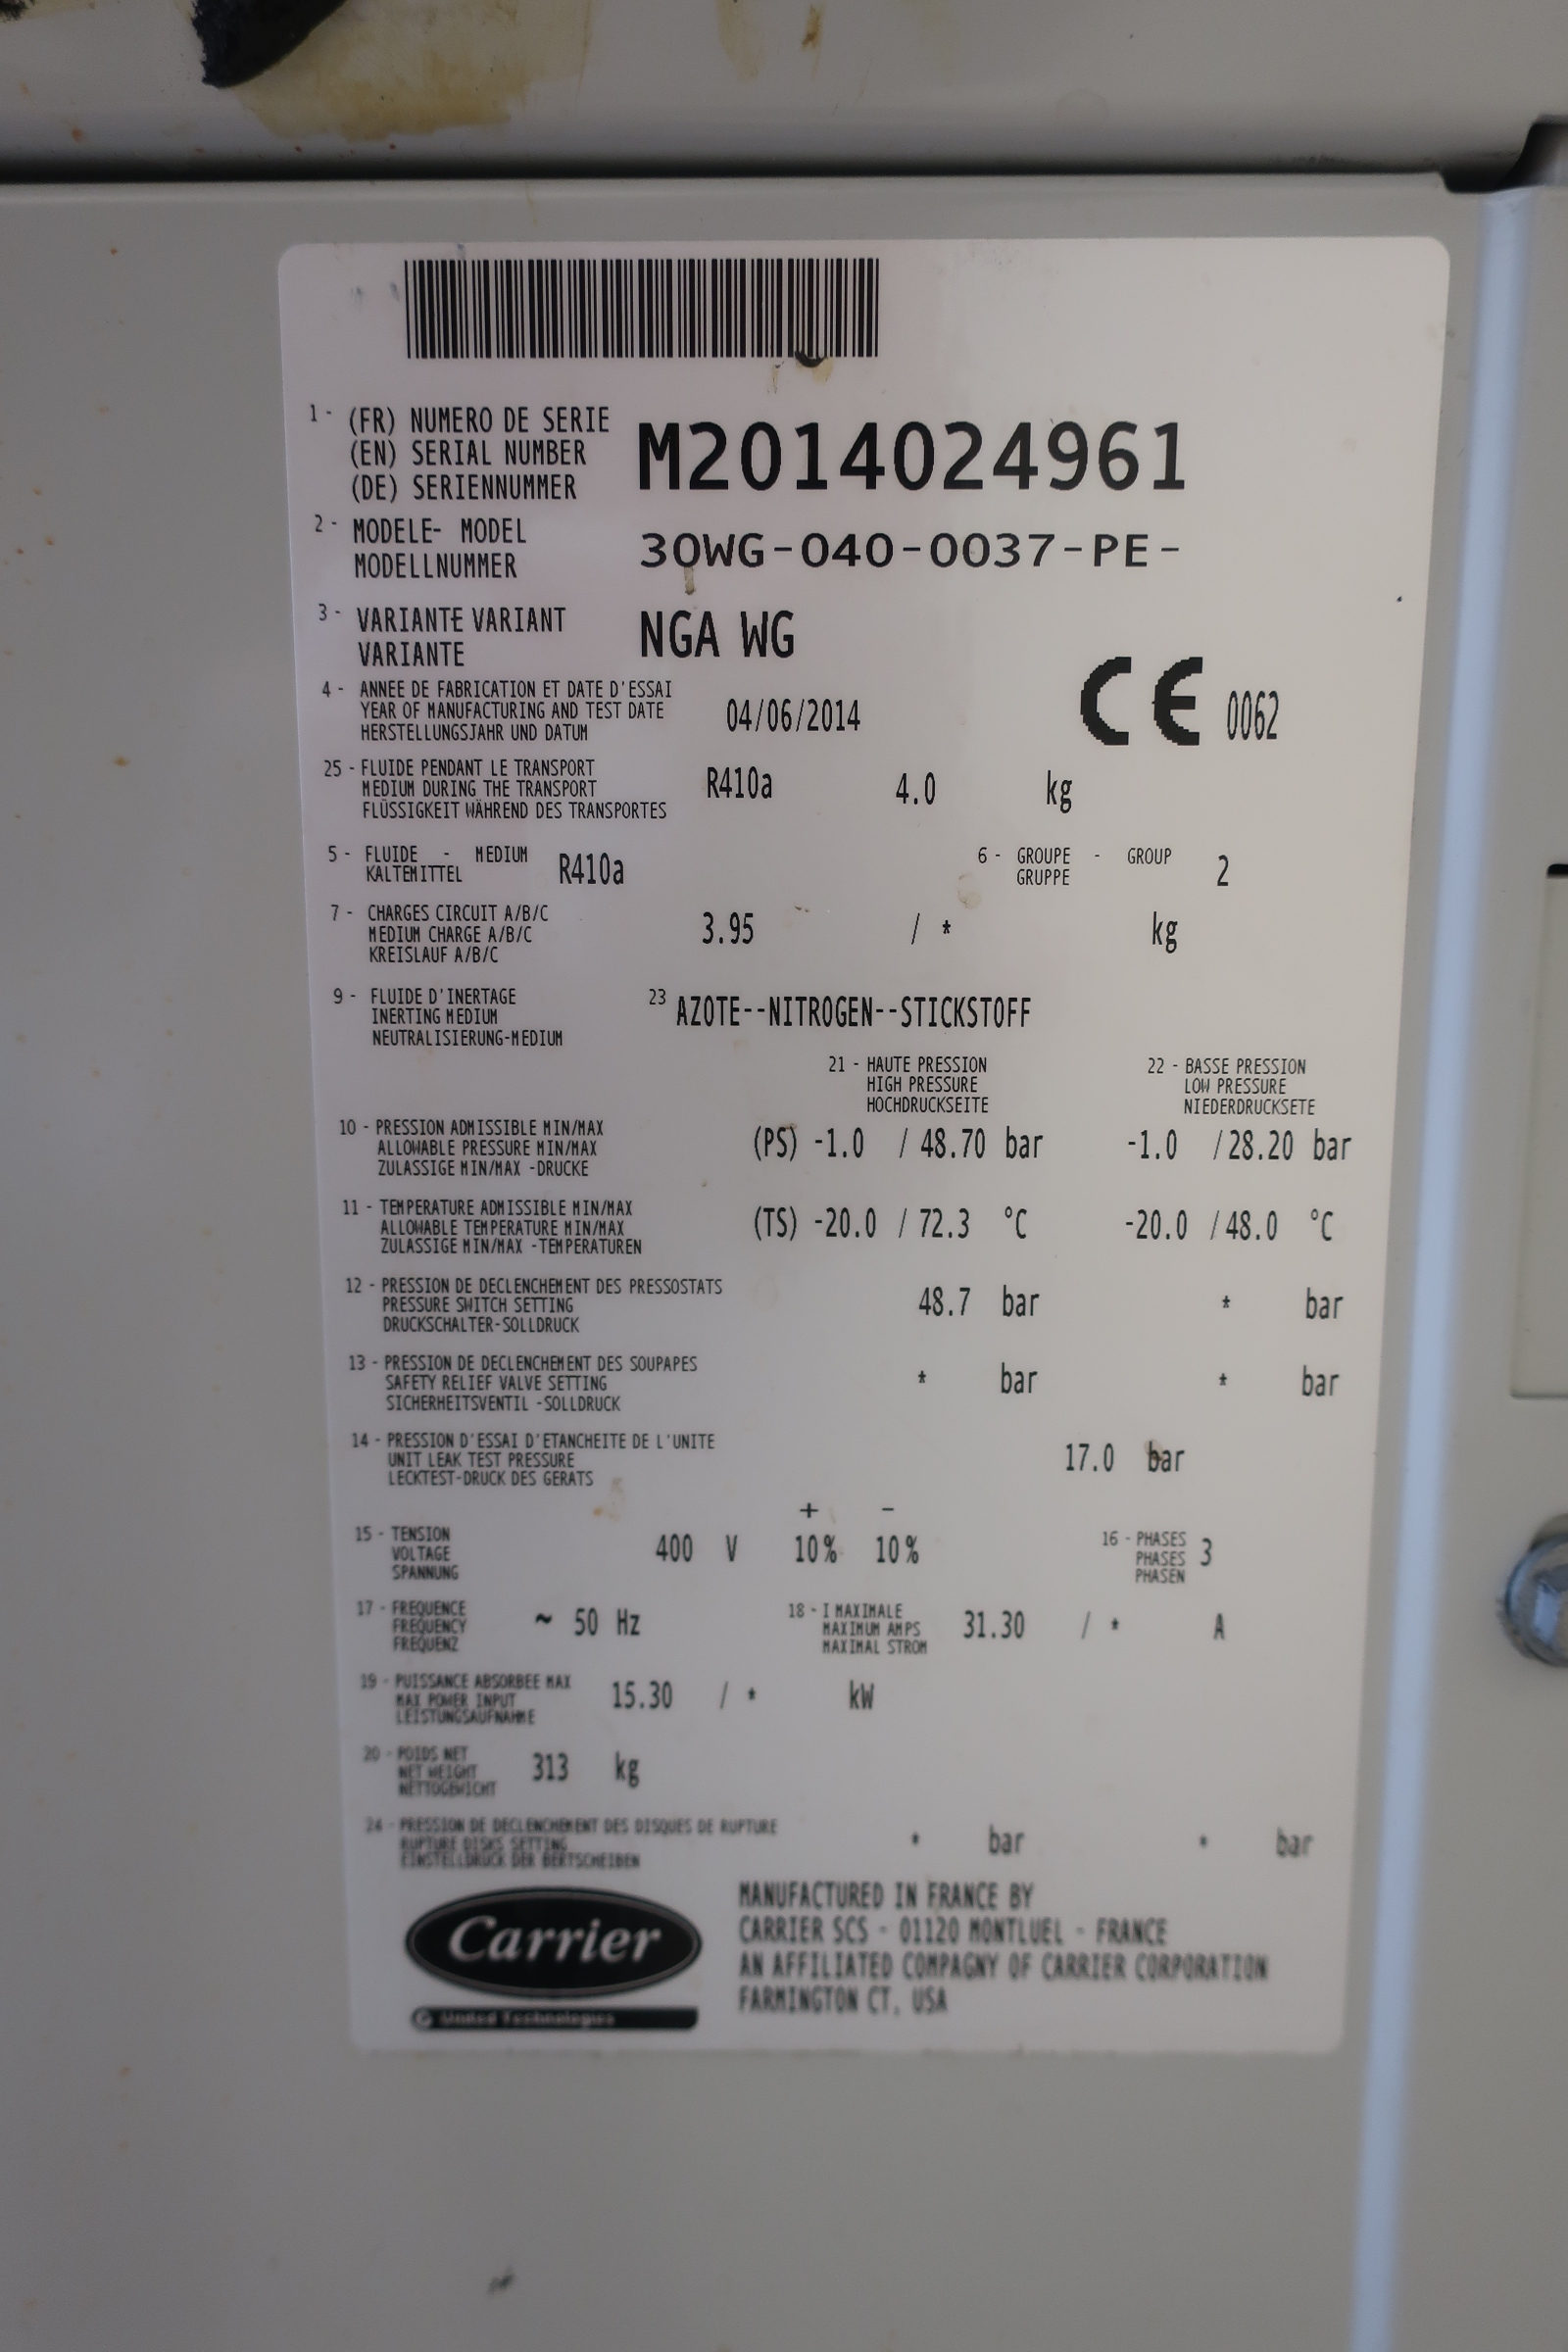 1 - (FR) NUMERO DE SERIE
(EN) SERIAL NUMBER
(DE) SERIENNUMMER
M2014024961
2 - MODELE- MODEL
MODELLNUMMER
30WG-040-0037-PE-
3 - VARIANTE VARIANT
VARIANTE
NGA WG
4 - ANNEE DE FABRICATION ET DATE D'ESSAI
YEAR OF MANUFACTURING AND TEST DATE
HERSTELLUNGSJAHR UND DATUM
04/06/2014
CE 0062
25 - FLUIDE PENDANT LE TRANSPORT
MEDIUM DURING THE TRANSPORT
FLÜSSIGKEIT WÄHREND DES TRANSPORTES
R410a 4.0 kg
5 - FLUIDE - MEDIUM
KALTEMITTEL
R410a
6 - GROUPE - GROUP
GRUPPE
2
7 - CHARGES CIRCUIT A/B/C
MEDIUM CHARGE A/B/C
KREISLAUF A/B/C
3.95 / * kg
9 - FLUIDE D'INERTAGE
INERTING MEDIUM
NEUTRALISIERUNG-MEDIUM
23 AZOTE--NITROGEN--STICKSTOFF
21 - HAUTE PRESSION
HIGH PRESSURE
HOCHDRUCKSEITE
22 - BASSE PRESSION
LOW PRESSURE
NIEDERDRUCKSETE
10 - PRESSION ADMISSIBLE MIN/MAX
ALLOWABLE PRESSURE MIN/MAX
ZULASSIGE MIN/MAX -DRUCKE
(PS) -1.0 / 48.70 bar -1.0 / 28.20 bar
11 - TEMPERATURE ADMISSIBLE MIN/MAX
ALLOWABLE TEMPERATURE MIN/MAX
ZULASSIGE MIN/MAX -TEMPERATUREN
(TS) -20.0 / 72.3 °C -20.0 / 48.0 °C
12 - PRESSION DE DECLENCHEMENT DES PRESSOSTATS
PRESSURE SWITCH SETTING
DRUCKSCHALTER-SOLLDRUCK
48.7 bar * bar
13 - PRESSION DE DECLENCHEMENT DES SOUPAPES
SAFETY RELIEF VALVE SETTING
SICHERHEITSVENTIL -SOLLDRUCK
* bar * bar
14 - PRESSION D'ESSAI D'ETANCHEITE DE L'UNITE
UNIT LEAK TEST PRESSURE
LECKTEST-DRUCK DES GERATS
17.0 bar
+ -
15 - TENSION
VOLTAGE
SPANNUNG
400 V 10% 10%
16 - PHASES
PHASES
PHASEN
3
17 - FREQUENCE
FREQUENCY
FREQUENZ
~ 50 Hz
18 - I MAXIMALE
MAXIMUM AMPS
MAXIMAL STROM
31.30 / * A
19 - PUISSANCE ABSORBEE MAX
MAX POWER INPUT
LEISTUNGSAUFNAHME
15.30 / * kW
20 - POIDS NET
NET WEIGHT
NETTOGEWICHT
313 kg
24 - PRESSION DE DECLENCHEMENT DES DISQUES DE RUPTURE
RUPTURE DISKS SETTING
EINSTELLDRUCK DER BERTSCHEIBEN
* bar * bar
Carrier
United Technologies
MANUFACTURED IN FRANCE BY
CARRIER SCS - 01120 MONTLUEL - FRANCE
AN AFFILIATED COMPAGNY OF CARRIER CORPORATION
FARMINGTON CT, USA